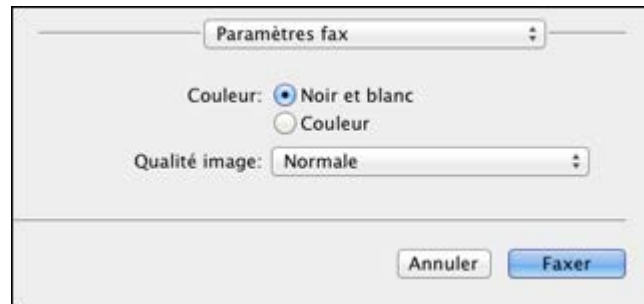 Paramètres fax
Couleur: Noir et blanc
Couleur
Qualité image: Normale
Annuler Faxer